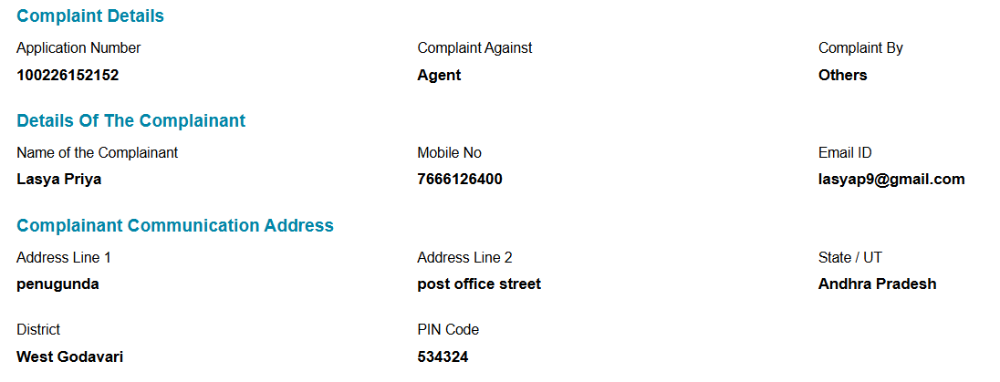 Complaint Details
Application Number Complaint Against Complaint By
100226152152 Agent Others
Details Of The Complainant
Name of the Complainant Mobile No Email ID
Lasya Priya 7666126400 lasyap9@gmail.com
Complainant Communication Address
Address Line 1 Address Line 2 State / UT
penugunda post office street Andhra Pradesh
District PIN Code
West Godavari 534324